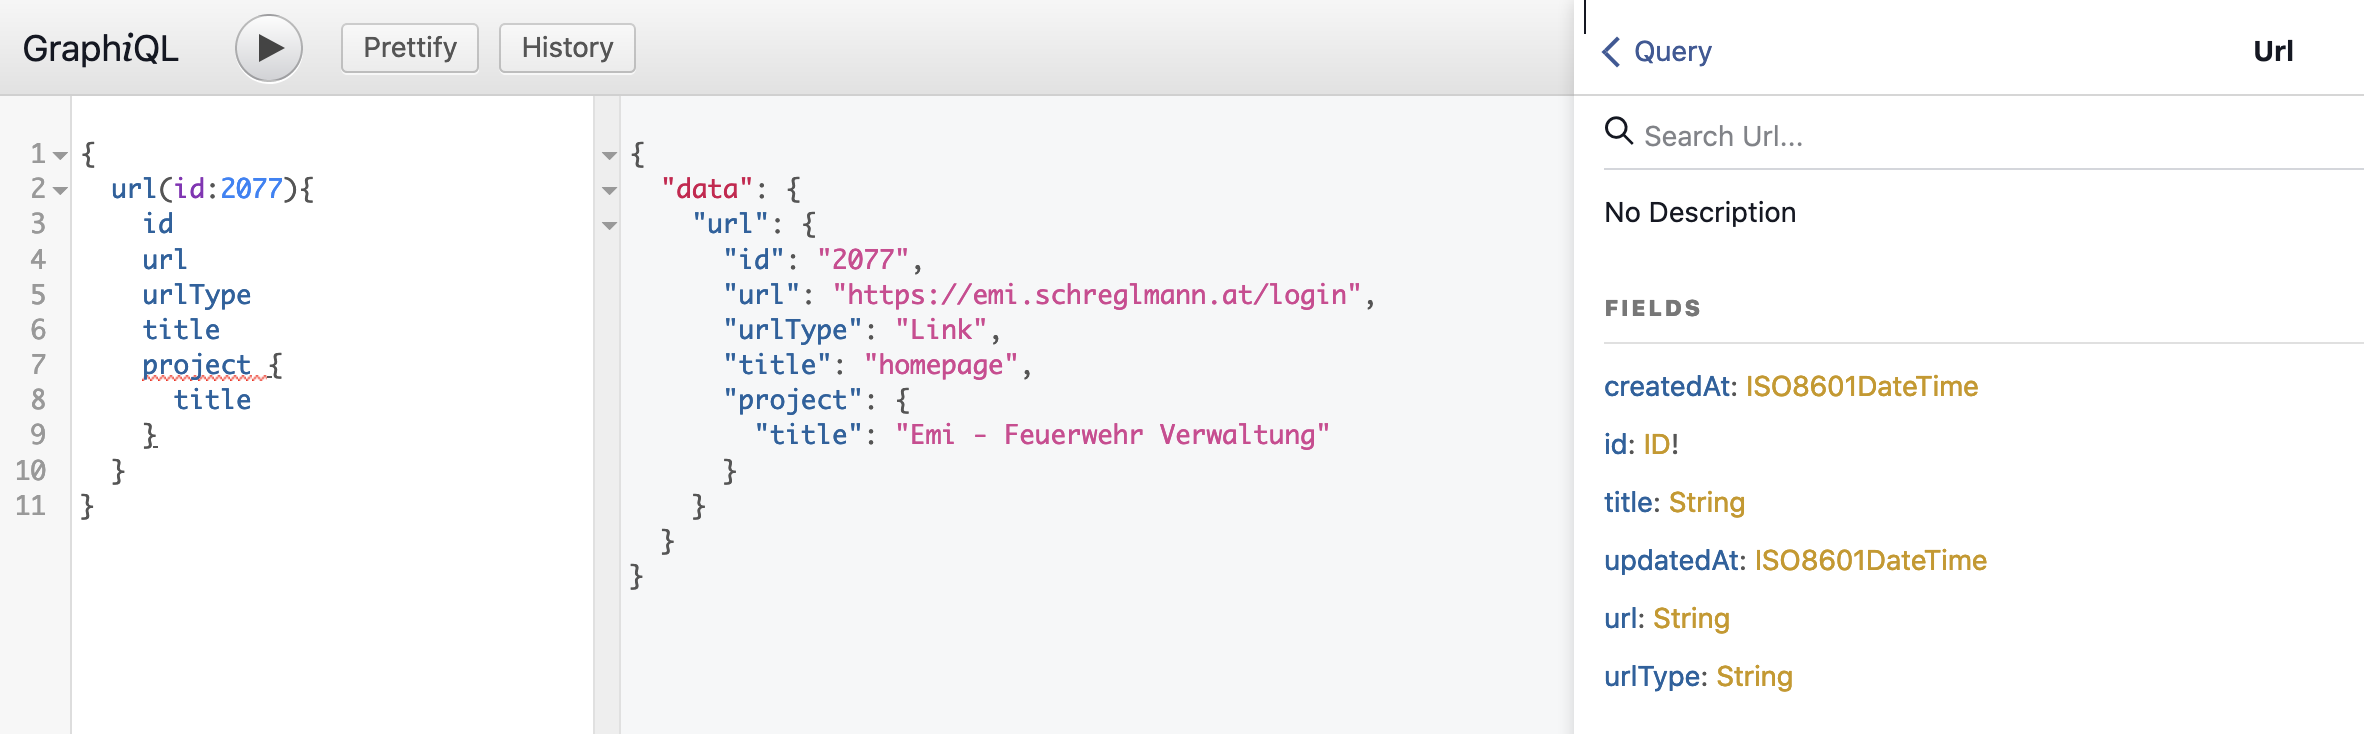 GraphiQL Prettify History
1 {
2 url(id:2077){
3 id
4 url
5 urlType
6 title
7 project {
8 title
9 }
10 }
11 }
{
"data": {
"url": {
"id": "2077",
"url": "https://emi.schreglmann.at/login",
"urlType": "Link",
"title": "homepage",
"project": {
"title": "Emi - Feuerwehr Verwaltung"
}
}
}
}
Query Url
Search Url...
No Description
FIELDS
createdAt: ISO8601DateTime
id: ID!
title: String
updatedAt: ISO8601DateTime
url: String
urlType: String